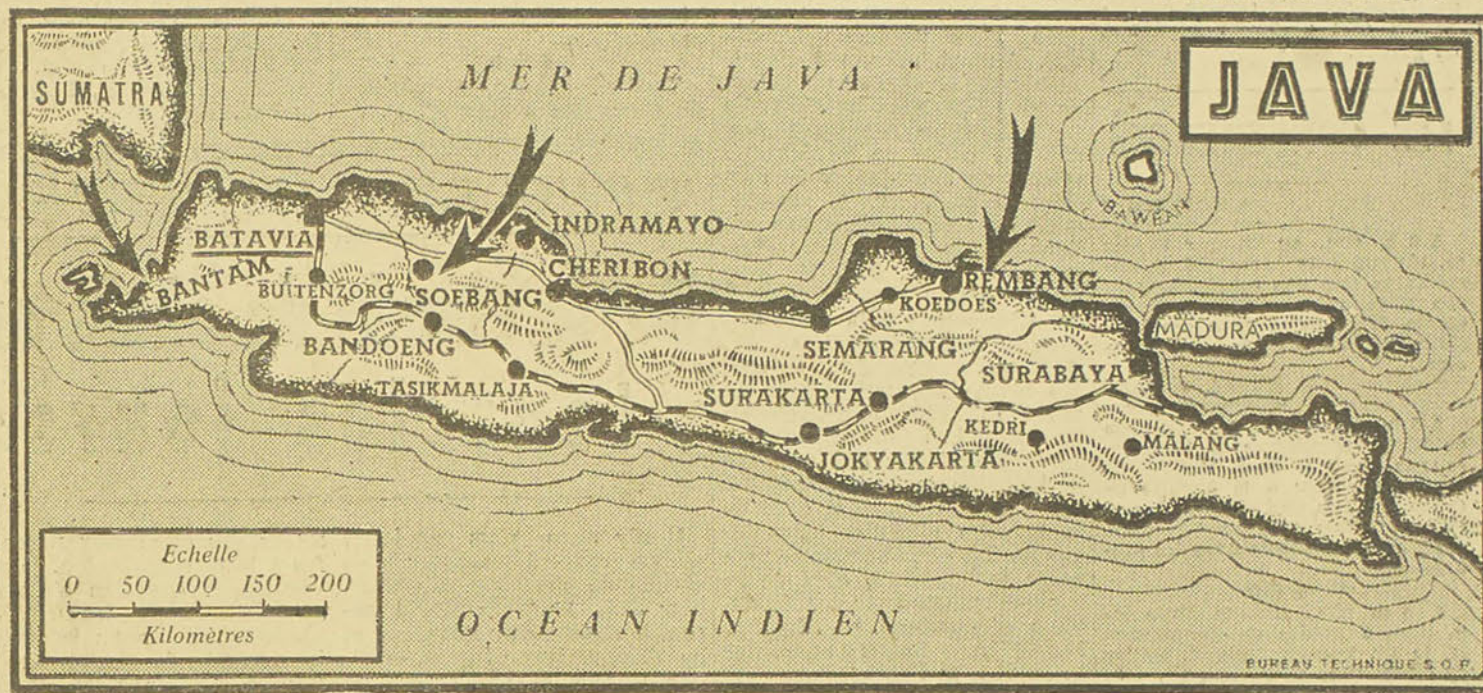 JAVA
MER DE JAVA
SUMATRA
BAWEAN
INDRAMAYO
BATAVIA
CHERIBON
BANTAM
BUITENZORG
SOEBANG
REMBANG
KOEDOES
MADURA
BANDOENG
SEMARANG
TASIKMALAJA
SURAKARTA
SURABAYA
KEDRI
MALANG
JOKYAKARTA
Echelle
0 50 100 150 200
Kilomètres
OCEAN INDIEN
BUREAU TECHNIQUE S.O.P.